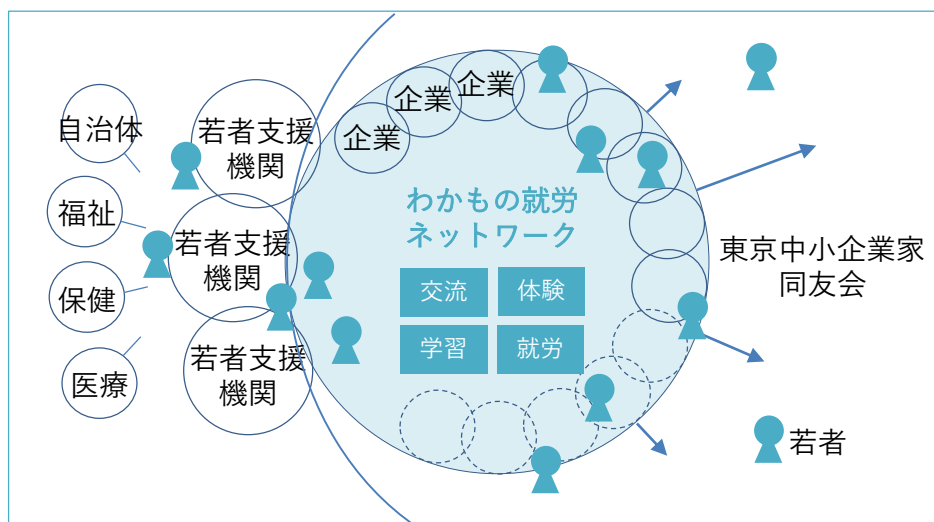 自治体
福祉
保健
医療
若者支援
機関
若者支援
機関
若者支援
機関
企業
企業
企業
わかもの就労
ネットワーク
交流
体験
学習
就労
東京中小企業家
同友会
若者